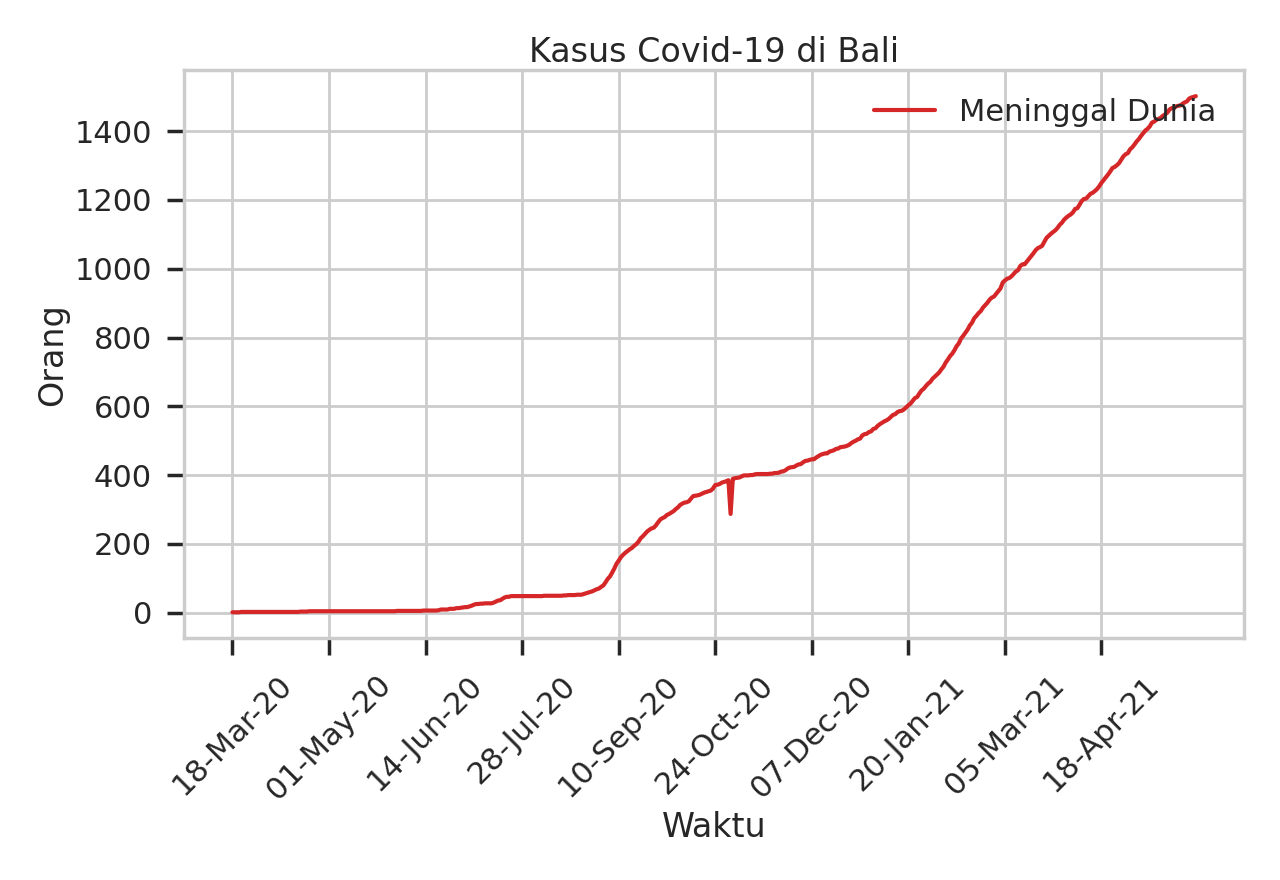 Kasus Covid-19 di Bali
Meninggal Dunia
1400
1200
1000
800
600
400
200
0
Orang
18-Mar-20
01-May-20
14-Jun-20
28-Jul-20
10-Sep-20
24-Oct-20
07-Dec-20
20-Jan-21
05-Mar-21
18-Apr-21
Waktu